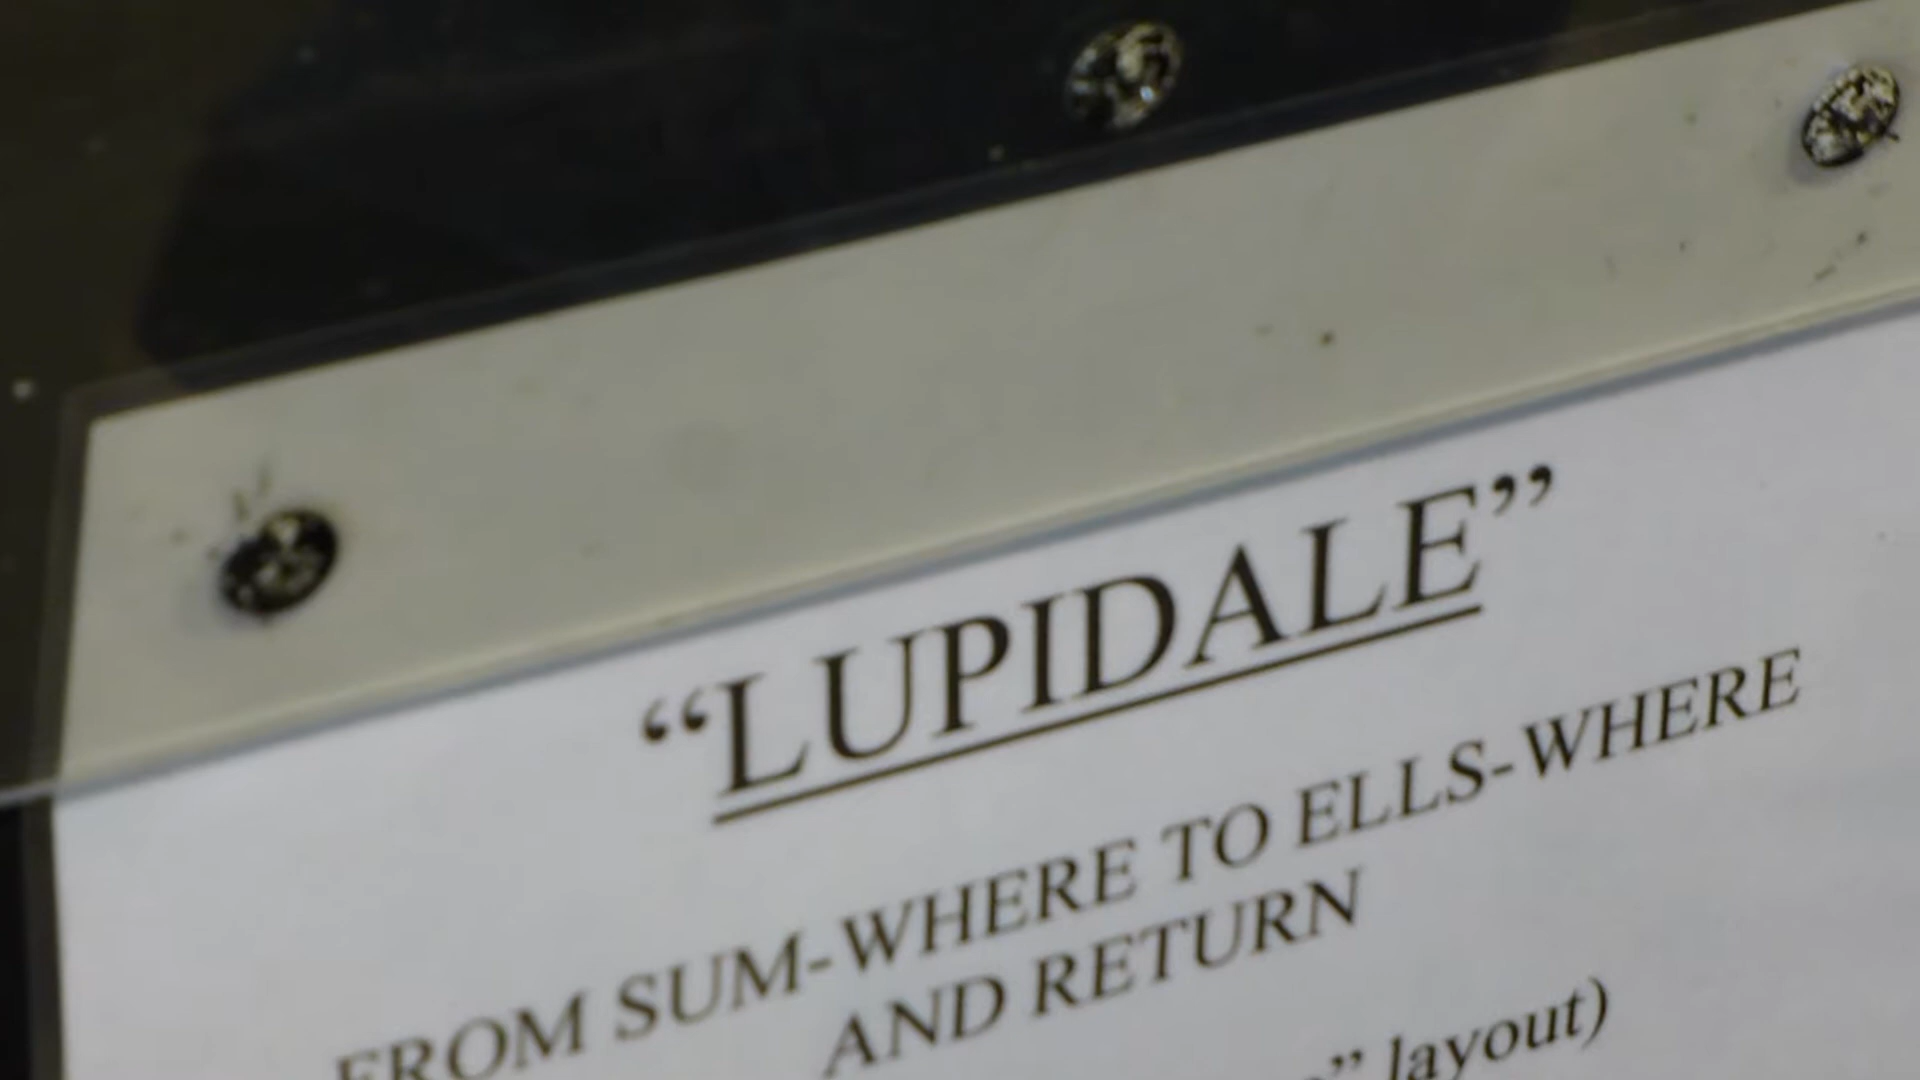 “LUPIDALE”
FROM SUM-WHERE TO ELLS-WHERE
AND RETURN
” layout)